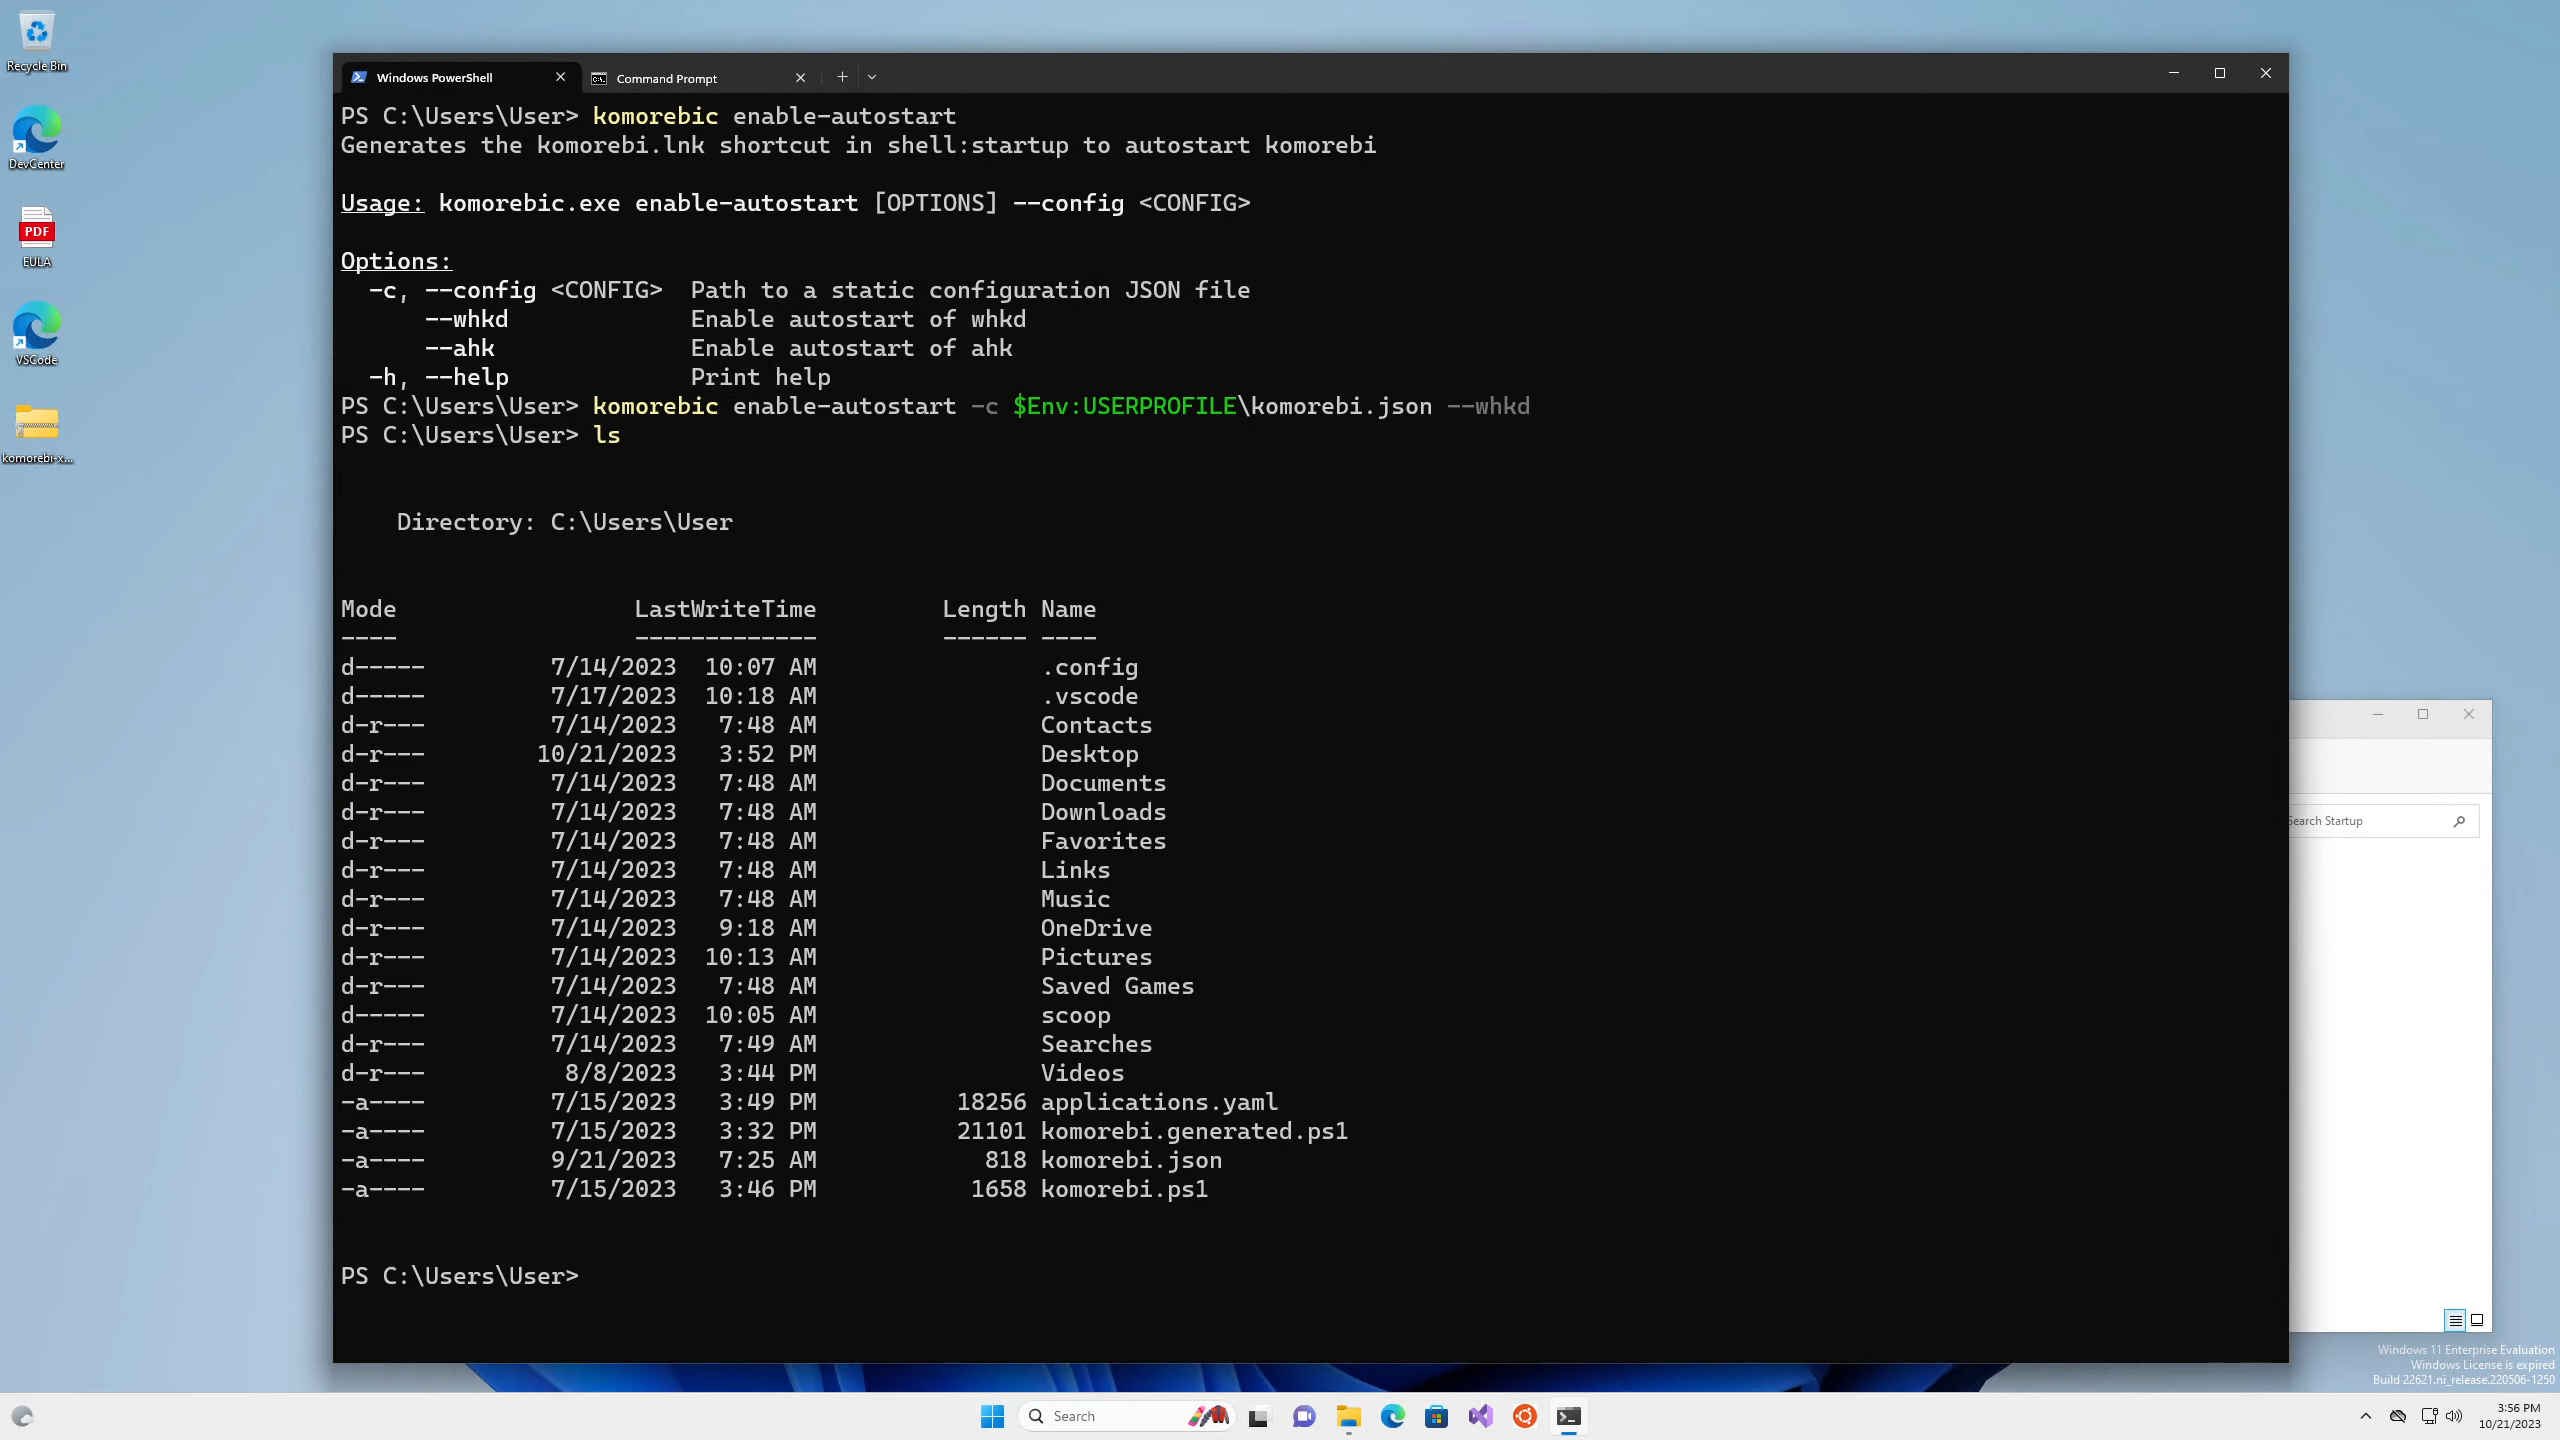 Recycle Bin
DevCenter
PDF
EULA
VSCode
komorebi-x...
Windows PowerShell
Command Prompt
PS C:\Users\User> komorebic enable-autostart
Generates the komorebi.lnk shortcut in shell:startup to autostart komorebi
Usage: komorebic.exe enable-autostart [OPTIONS] --config <CONFIG>
Options:
-c, --config <CONFIG>  Path to a static configuration JSON file
--whkd  Enable autostart of whkd
--ahk  Enable autostart of ahk
-h, --help  Print help
PS C:\Users\User> komorebic enable-autostart -c $Env:USERPROFILE\komorebi.json --whkd
PS C:\Users\User> ls
Directory: C:\Users\User
Mode LastWriteTime Length Name
---- ------------- ------ ----
d----- 7/14/2023 10:07 AM .config
d----- 7/17/2023 10:18 AM .vscode
d-r--- 7/14/2023 7:48 AM Contacts
d-r--- 10/21/2023 3:52 PM Desktop
d-r--- 7/14/2023 7:48 AM Documents
d-r--- 7/14/2023 7:48 AM Downloads
d-r--- 7/14/2023 7:48 AM Favorites
d-r--- 7/14/2023 7:48 AM Links
d-r--- 7/14/2023 7:48 AM Music
d-r--- 7/14/2023 9:18 AM OneDrive
d-r--- 7/14/2023 10:13 AM Pictures
d-r--- 7/14/2023 7:48 AM Saved Games
d----- 7/14/2023 10:05 AM scoop
d-r--- 7/14/2023 7:49 AM Searches
d-r--- 8/8/2023 3:44 PM Videos
-a---- 7/15/2023 3:49 PM 18256 applications.yaml
-a---- 7/15/2023 3:32 PM 21101 komorebi.generated.ps1
-a---- 9/21/2023 7:25 AM 818 komorebi.json
-a---- 7/15/2023 3:46 PM 1658 komorebi.ps1
PS C:\Users\User>
Search Startup
Windows 11 Enterprise Evaluation
Windows License is expired
Build 22621.ni_release.220506-1250
Search
3:56 PM
10/21/2023